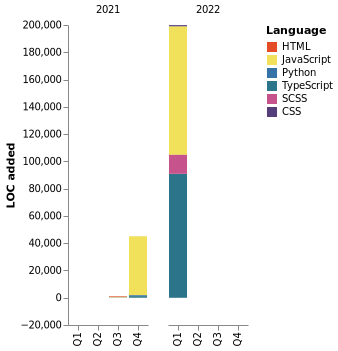 2021 2022
Language
HTML
JavaScript
Python
TypeScript
SCSS
CSS
LOC added
200,000
180,000
160,000
140,000
120,000
100,000
80,000
60,000
40,000
20,000
0
−20,000
Q1 Q2 Q3 Q4 Q1 Q2 Q3 Q4